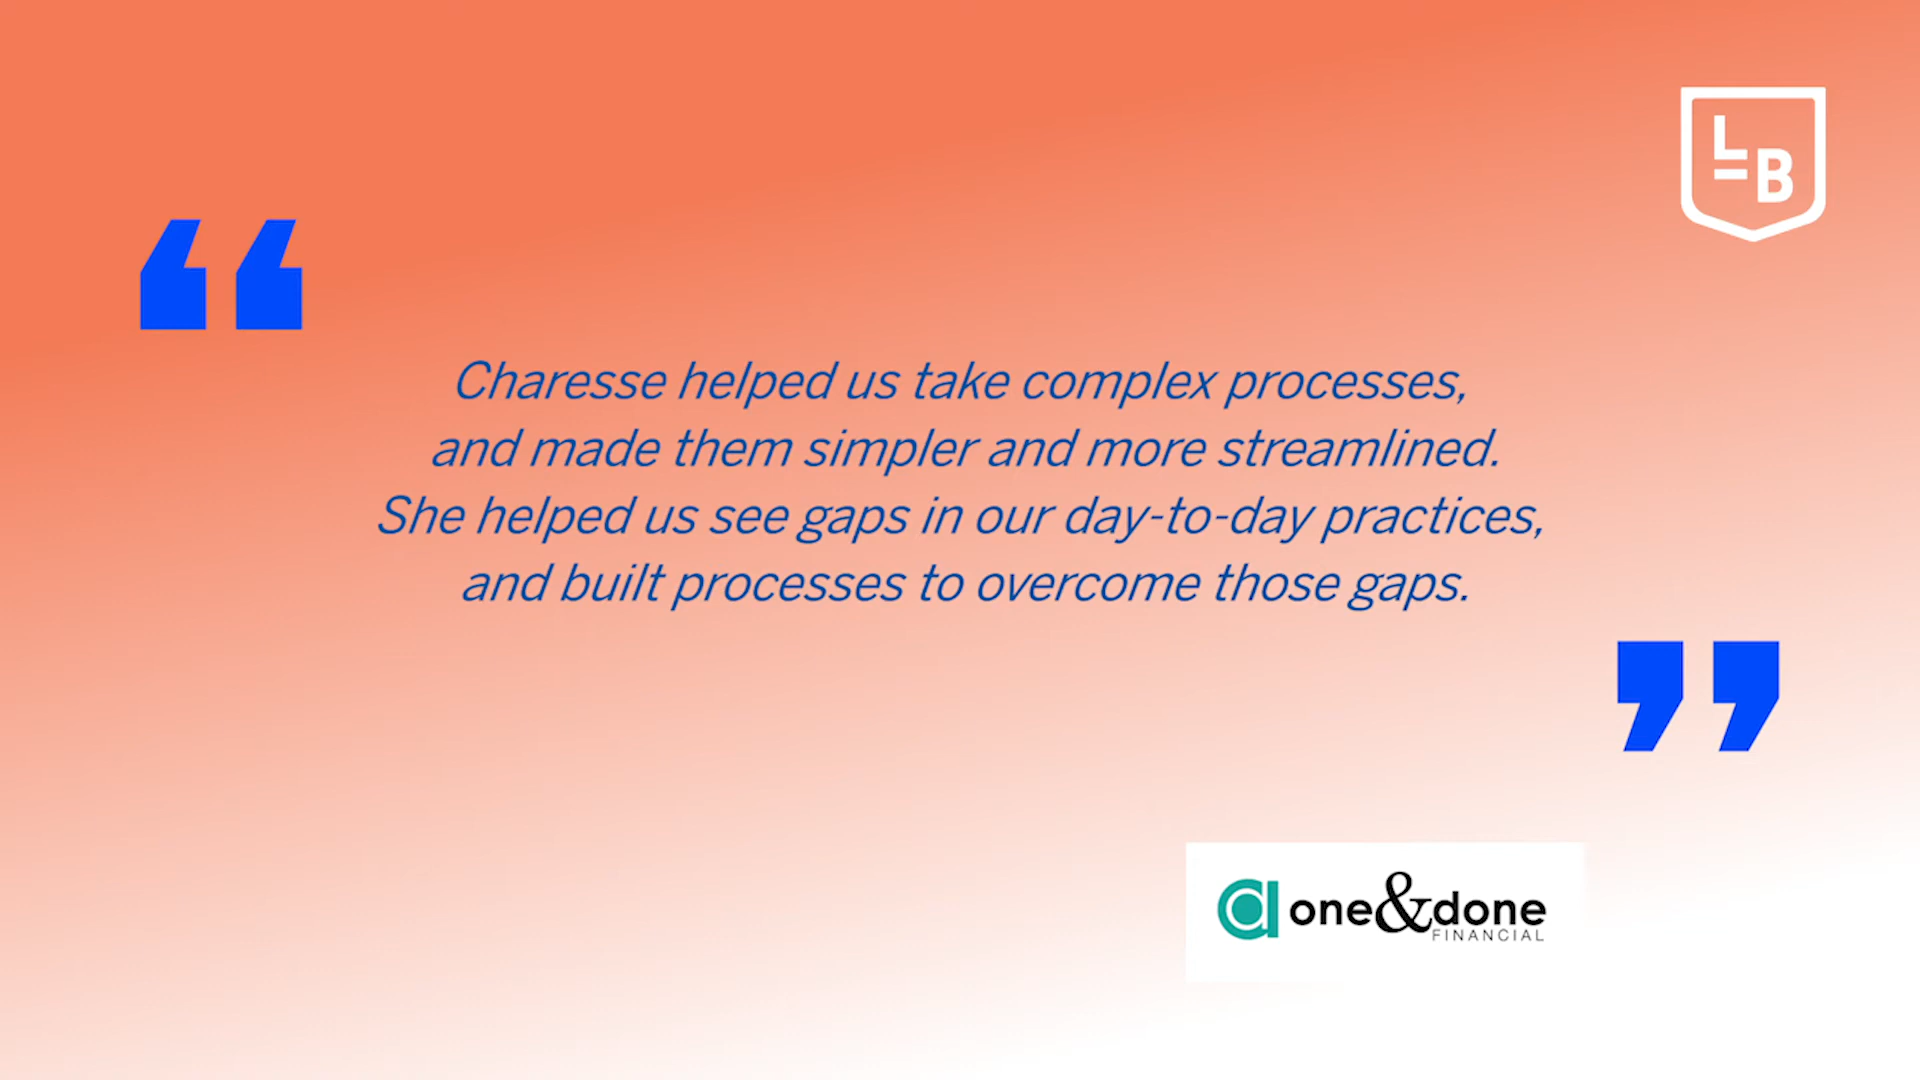 L
B
“
Charesse helped us take complex processes,
and made them simpler and more streamlined.
She helped us see gaps in our day-to-day practices,
and built processes to overcome those gaps.
”
one&done
FINANCIAL